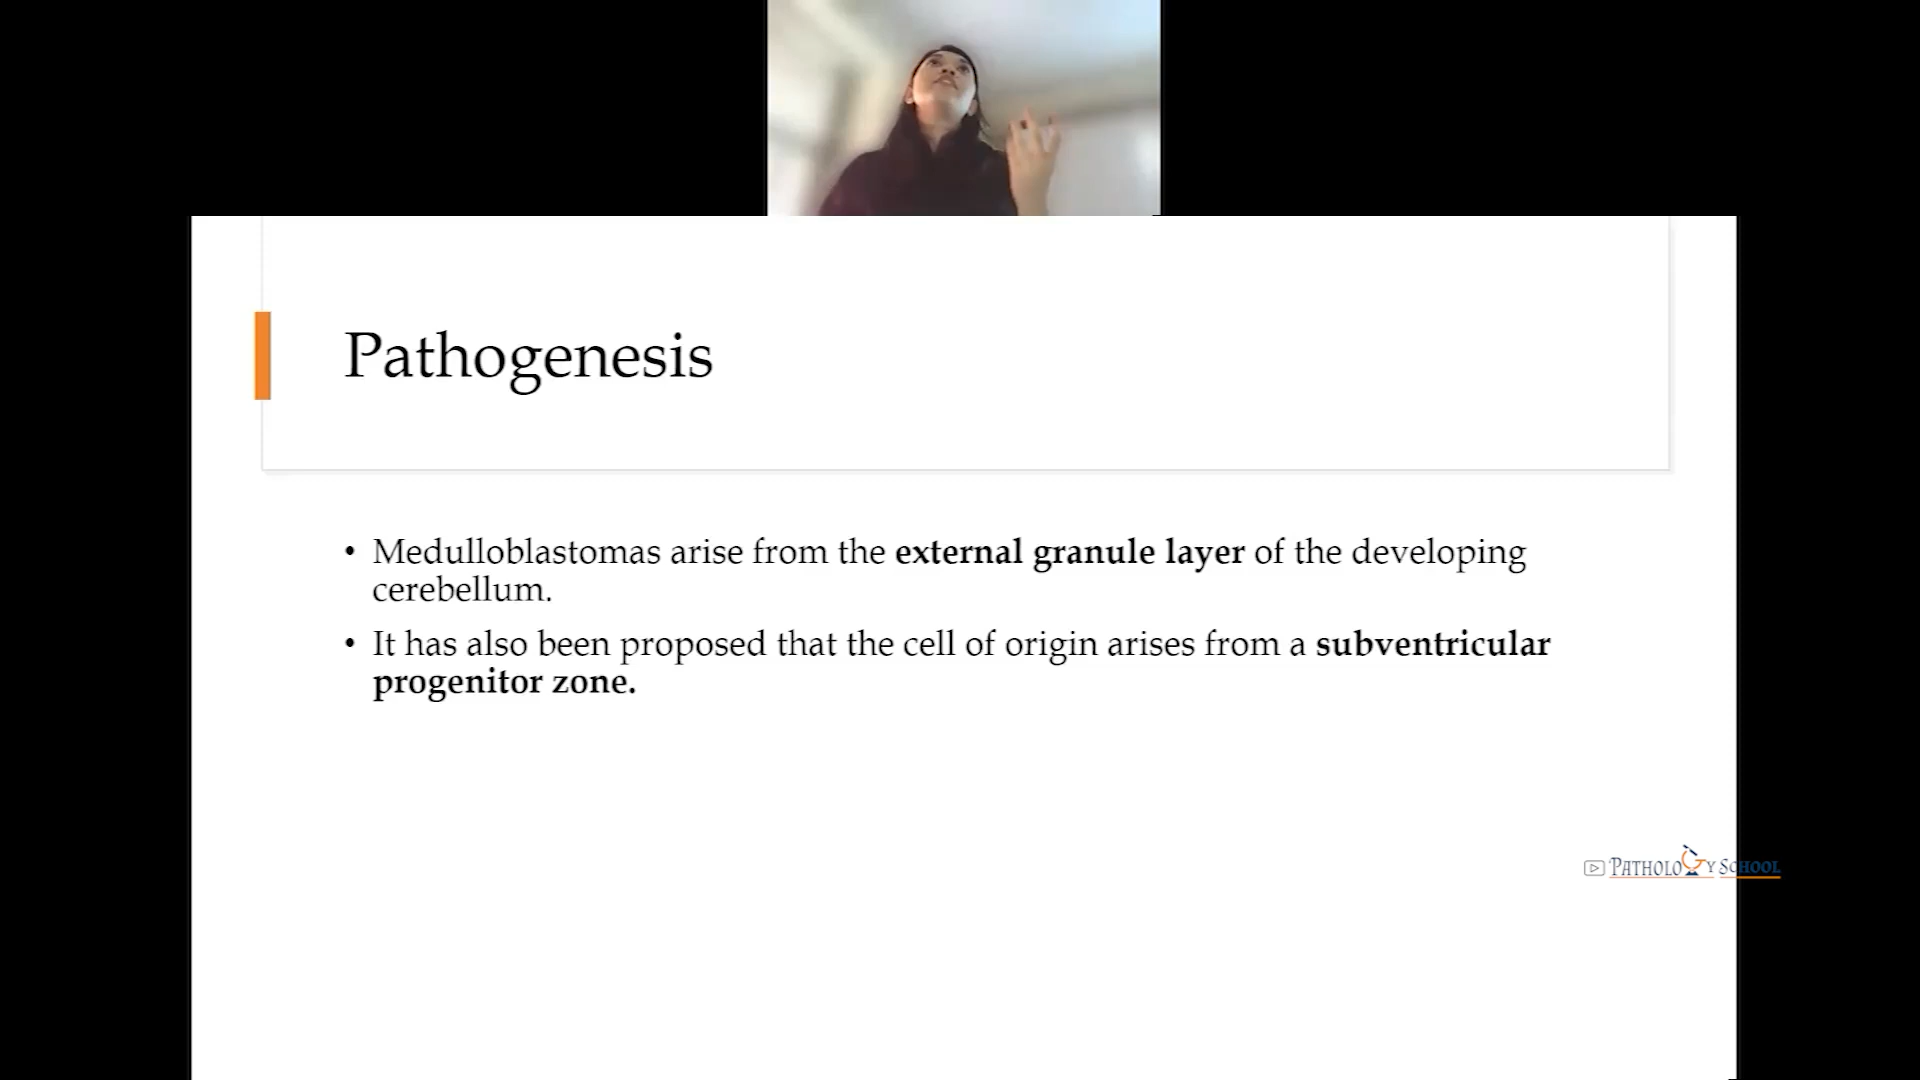 Pathogenesis
• Medulloblastomas arise from the external granule layer of the developing
cerebellum.
• It has also been proposed that the cell of origin arises from a subventricular
progenitor zone.
PATHOLOGY SCHOOL